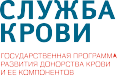 СЛУЖБА
КРОВИ
ГОСУДАРСТВЕННАЯ ПРОГРАММА
РАЗВИТИЯ ДОНОРСТВА КРОВИ
И ЕЕ КОМПОНЕНТОВ